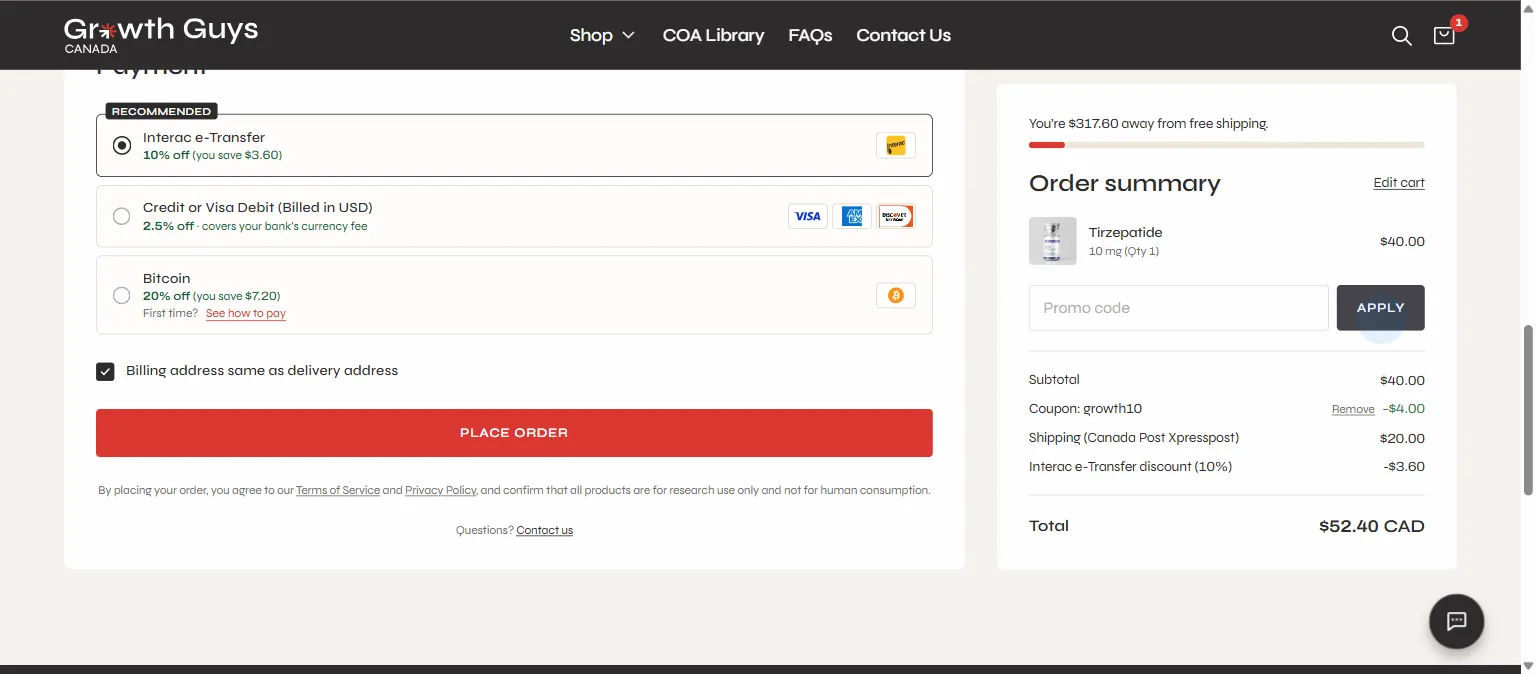 Growth Guys
CANADA
Shop
COA Library
FAQs
Contact Us
1
Payment
RECOMMENDED
Interac e-Transfer
10% off (you save $3.60)
Interac
Credit or Visa Debit (Billed in USD)
2.5% off · covers your bank's currency fee
VISA
AM
EX
DISCOVER
NETWORK
Bitcoin
20% off (you save $7.20)
First time? See how to pay
Billing address same as delivery address
PLACE ORDER
By placing your order, you agree to our Terms of Service and Privacy Policy, and confirm that all products are for research use only and not for human consumption.
Questions? Contact us
You're $317.60 away from free shipping.
Order summary
Edit cart
Tirzepatide
10 mg (Qty 1)
$40.00
Promo code
APPLY
Subtotal $40.00
Coupon: growth10 Remove -$4.00
Shipping (Canada Post Xpresspost) $20.00
Interac e-Transfer discount (10%) -$3.60
Total $52.40 CAD